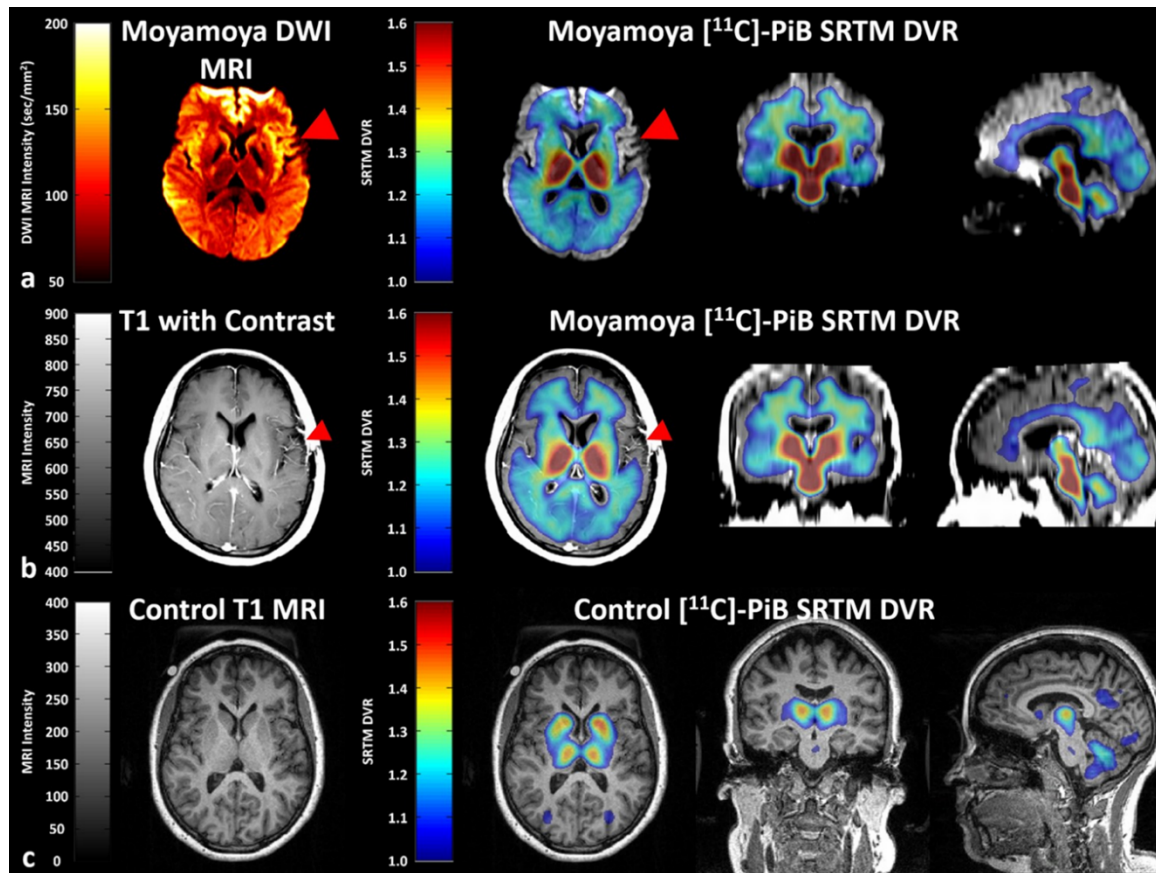 Moyamoya DWI
MRI
Moyamoya [¹¹C]-PiB SRTM DVR
DWI MRI Intensity (sec/mm²)
200
150
100
50
SRTM DVR
1.6
1.5
1.4
1.3
1.2
1.1
1.0
a
T1 with Contrast
Moyamoya [¹¹C]-PiB SRTM DVR
MRI Intensity
900
850
800
750
700
650
600
550
500
450
400
SRTM DVR
1.6
1.5
1.4
1.3
1.2
1.1
1.0
b
Control T1 MRI
Control [¹¹C]-PiB SRTM DVR
MRI Intensity
400
350
300
250
200
150
100
50
0
SRTM DVR
1.6
1.5
1.4
1.3
1.2
1.1
1.0
c